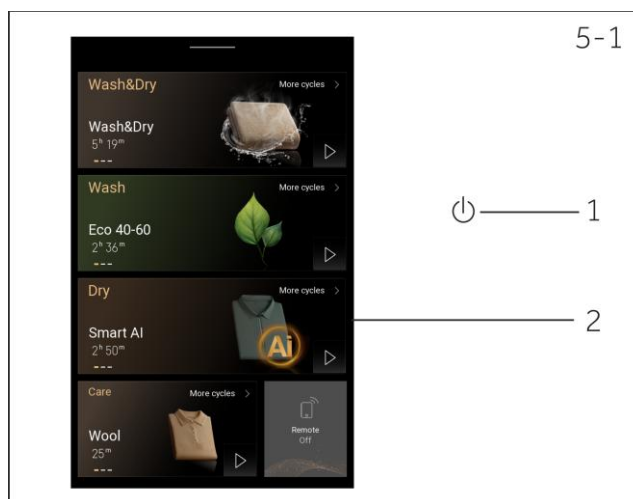 5-1
Wash&Dry
More cycles >
Wash&Dry
5h 19m
Wash
More cycles >
Eco 40-60
2h 36m
1
Dry
More cycles >
Smart AI
2h 50m
Ai
2
Care
More cycles >
Wool
25m
Remote
Off